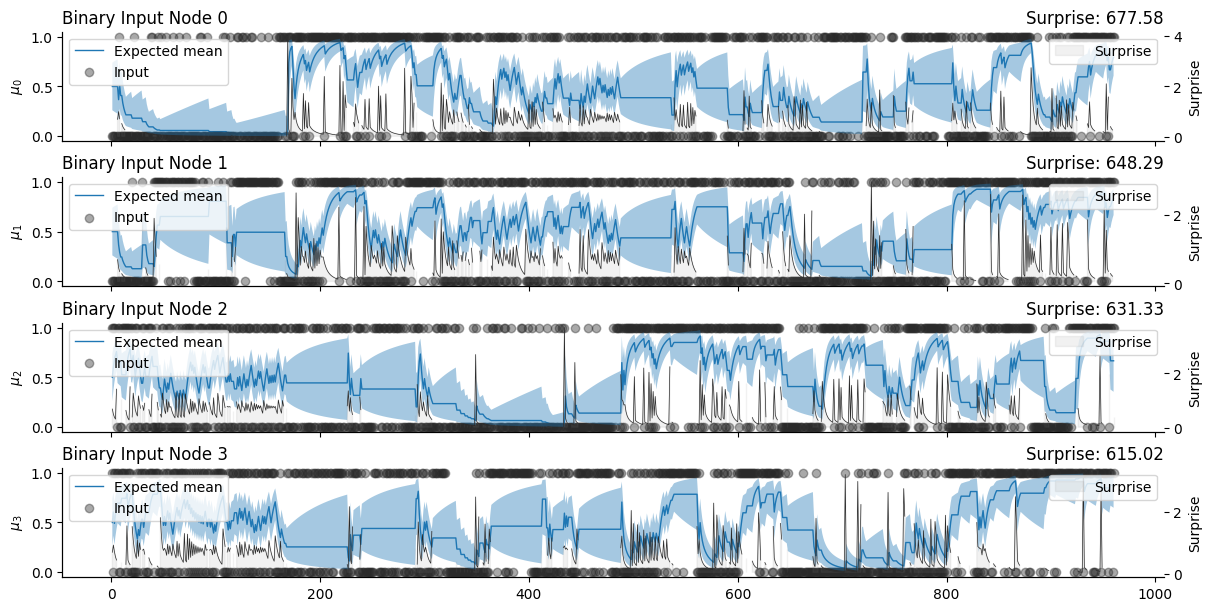 Binary Input Node 0
Surprise: 677.58
1.0
0.5
0.0
μ0
Expected mean
Input
Surprise
4
2
0
Surprise
Binary Input Node 1
Surprise: 648.29
1.0
0.5
0.0
μ1
Expected mean
Input
Surprise
2
0
Surprise
Binary Input Node 2
Surprise: 631.33
1.0
0.5
0.0
μ2
Expected mean
Input
Surprise
2
0
Surprise
Binary Input Node 3
Surprise: 615.02
1.0
0.5
0.0
μ3
Expected mean
Input
Surprise
2
0
Surprise
0
200
400
600
800
1000